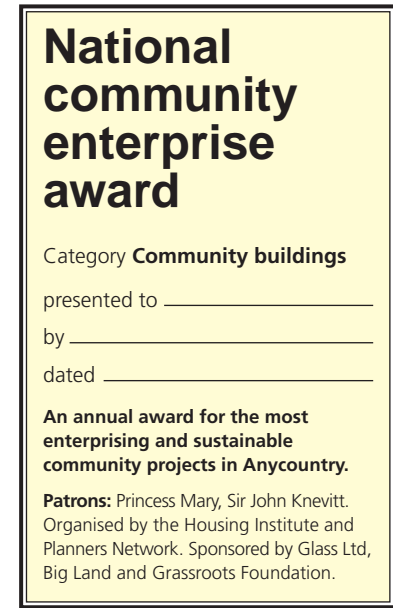 National
community
enterprise
award
Category Community buildings
presented to
by
dated
An annual award for the most
enterprising and sustainable
community projects in Anycountry.
Patrons: Princess Mary, Sir John Knevitt.
Organised by the Housing Institute and
Planners Network. Sponsored by Glass Ltd,
Big Land and Grassroots Foundation.